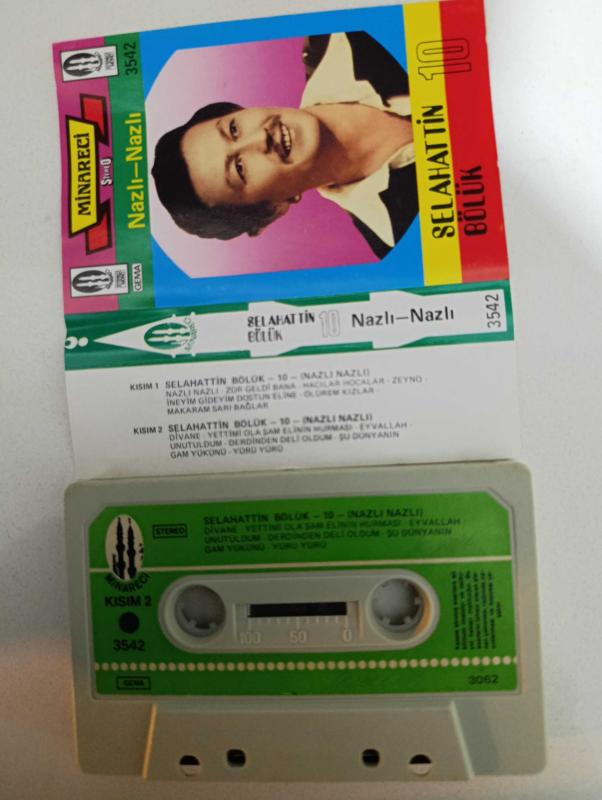 MİNARECİ
STEREO
GEMA
3542
Nazlı–Nazlı
SELAHATTİN 10
BÖLÜK
SELAHATTİN 10 Nazlı–Nazlı 3542
BÖLÜK
KISIM 1 SELAHATTİN BÖLÜK – 10 – (NAZLI NAZLI)
NAZLI NAZLI · ZOR GELDİ BANA · HACILAR HOCALAR · ZEYNO ·
İNEYİM GİDEYİM DOSTUN ELİNE · ÖLÜREM KIZLAR ·
MAKARAM SARI BAĞLAR
KISIM 2 SELAHATTİN BÖLÜK – 10 – (NAZLI NAZLI)
DİVANE · YETTİMİ OLA ŞAM ELİNİN HURMASI · EYVALLAH ·
UNUTULDUM · DERDİNDEN DELİ OLDUM · ŞU DÜNYANIN
GAM YÜKÜNÜ · YÜRÜ YÜRÜ
STEREO
SELAHATTİN BÖLÜK – 10 – (NAZLI NAZLI)
DİVANE · YETTİMİ OLA ŞAM ELİNİN HURMASI · EYVALLAH ·
UNUTULDUM · DERDİNDEN DELİ OLDUM · ŞU DÜNYANIN
GAM YÜKÜNÜ · YÜRÜ YÜRÜ
MİNARECİ
KISIM 2
3542
100 50 0
GEMA
3062